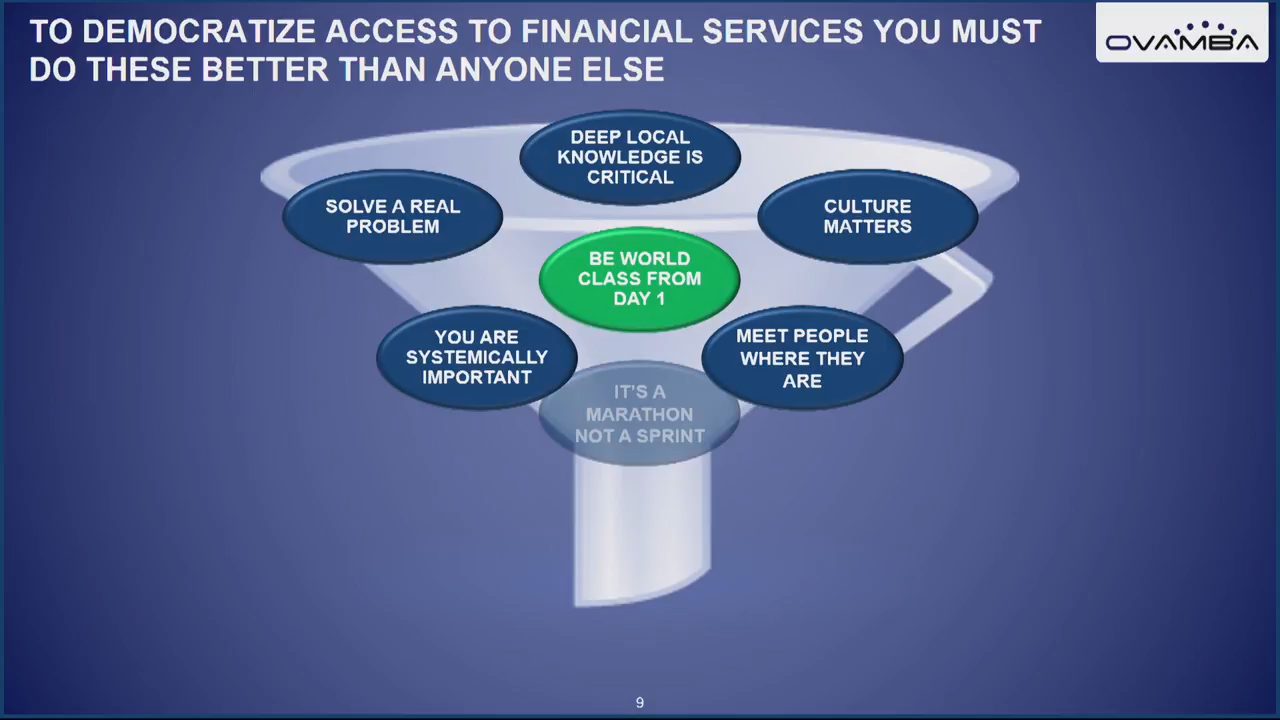 TO DEMOCRATIZE ACCESS TO FINANCIAL SERVICES YOU MUST
DO THESE BETTER THAN ANYONE ELSE
OVAMBA
DEEP LOCAL
KNOWLEDGE IS
CRITICAL
SOLVE A REAL
PROBLEM
CULTURE
MATTERS
BE WORLD
CLASS FROM
DAY 1
YOU ARE
SYSTEMICALLY
IMPORTANT
MEET PEOPLE
WHERE THEY
ARE
IT'S A
MARATHON
NOT A SPRINT
9